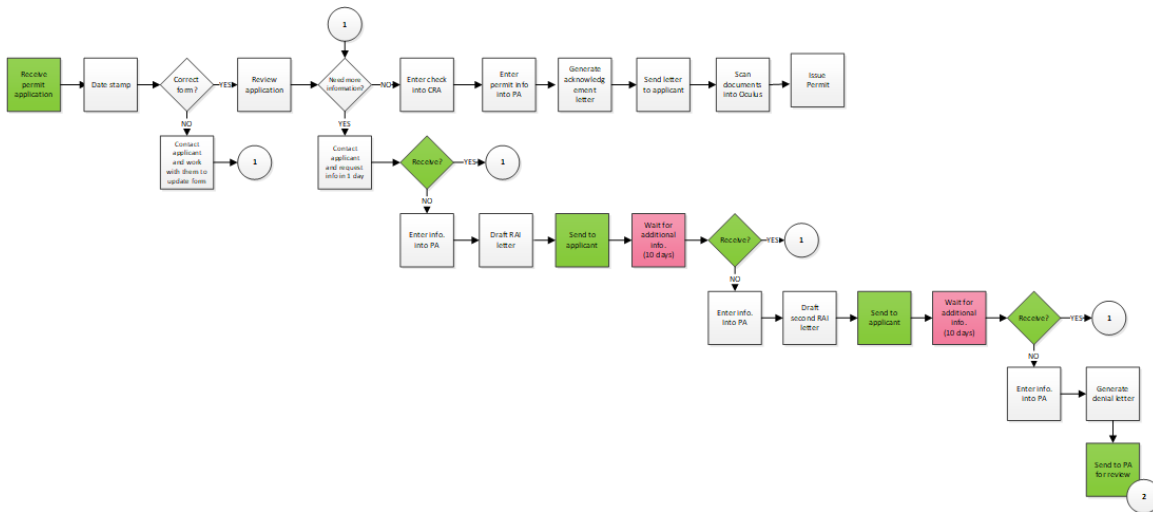 1
Receive
permit
application
Date stamp
Correct
form?
YES
Review
application
Need more
information?
NO
Enter check
into CRA
Enter
permit info
into PA
Generate
acknowledg
ement
letter
Send letter
to applicant
Scan
documents
into Oculus
Issue
Permit
NO
YES
Contact
applicant
and work
with them to
update form
1
Contact
applicant
and request
info in 1 day
Receive?
YES
1
NO
Enter info.
into PA
Draft RAI
letter
Send to
applicant
Wait for
additional
info.
(10 days)
Receive?
YES
1
NO
Enter info.
Into PA
Draft
second RAI
letter
Send to
applicant
Wait for
additional
info.
(10 days)
Receive?
YES
1
NO
Enter info.
into PA
Generate
denial letter
Send to PA
for review
2